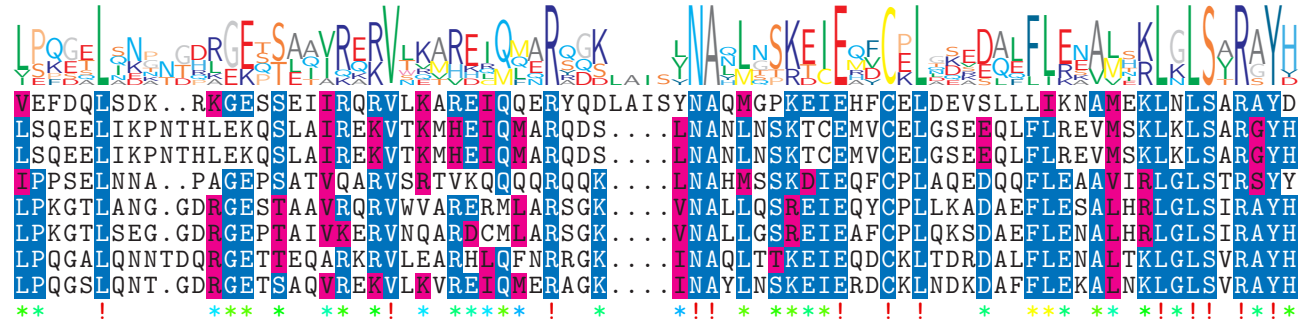 VEFDQLSDK..RKGESSEIIRQRVLKAREIQQERYQDLAISYNAQMGPKEIEHFCELDEVSLLLIKNAMEKLNLSARAYD
LSQEELIKPNTHLEKQSLAIREKVTKMHEIQMARQDS....LNANLNSKTCEMVCELGSEEQLFLREVMSKLKLSARGYH
LSQEELIKPNTHLEKQSLAIREKVTKMHEIQMARQDS....LNANLNSKTCEMVCELGSEEQLFLREVMSKLKLSARGYH
IPPSELNNA..PAGEPSATVQARVSRTVKQQQQRQQK....LNAHMSSKDIEQFCPLAQEDQQFLEAAVIRLGLSTRSYY
LPKGTLANG.GDRGESTAAVRQRVWVARERMLARSGK....VNALLQSREIEQYCPLLKADAEFLESALHRLGLSIRAYH
LPKGTLSEG.GDRGEPTAIVKERVNQARDCMLARSGK....VNALLGSREIEAFCPLQKSDAEFLENALHRLGLSIRAYH
LPQGALQNNTDQRGETTEQARKRVLEARHLQFNRRGK....INAQLTTKEIEQDCKLTDRDALFLENALTKLGLSVRAYH
LPQGSLQNT.GDRGETSAQVREKVLKVREIQMERAGK....INAYLNSKEIERDCKLNDKDAFFLEKALNKLGLSVRAYH